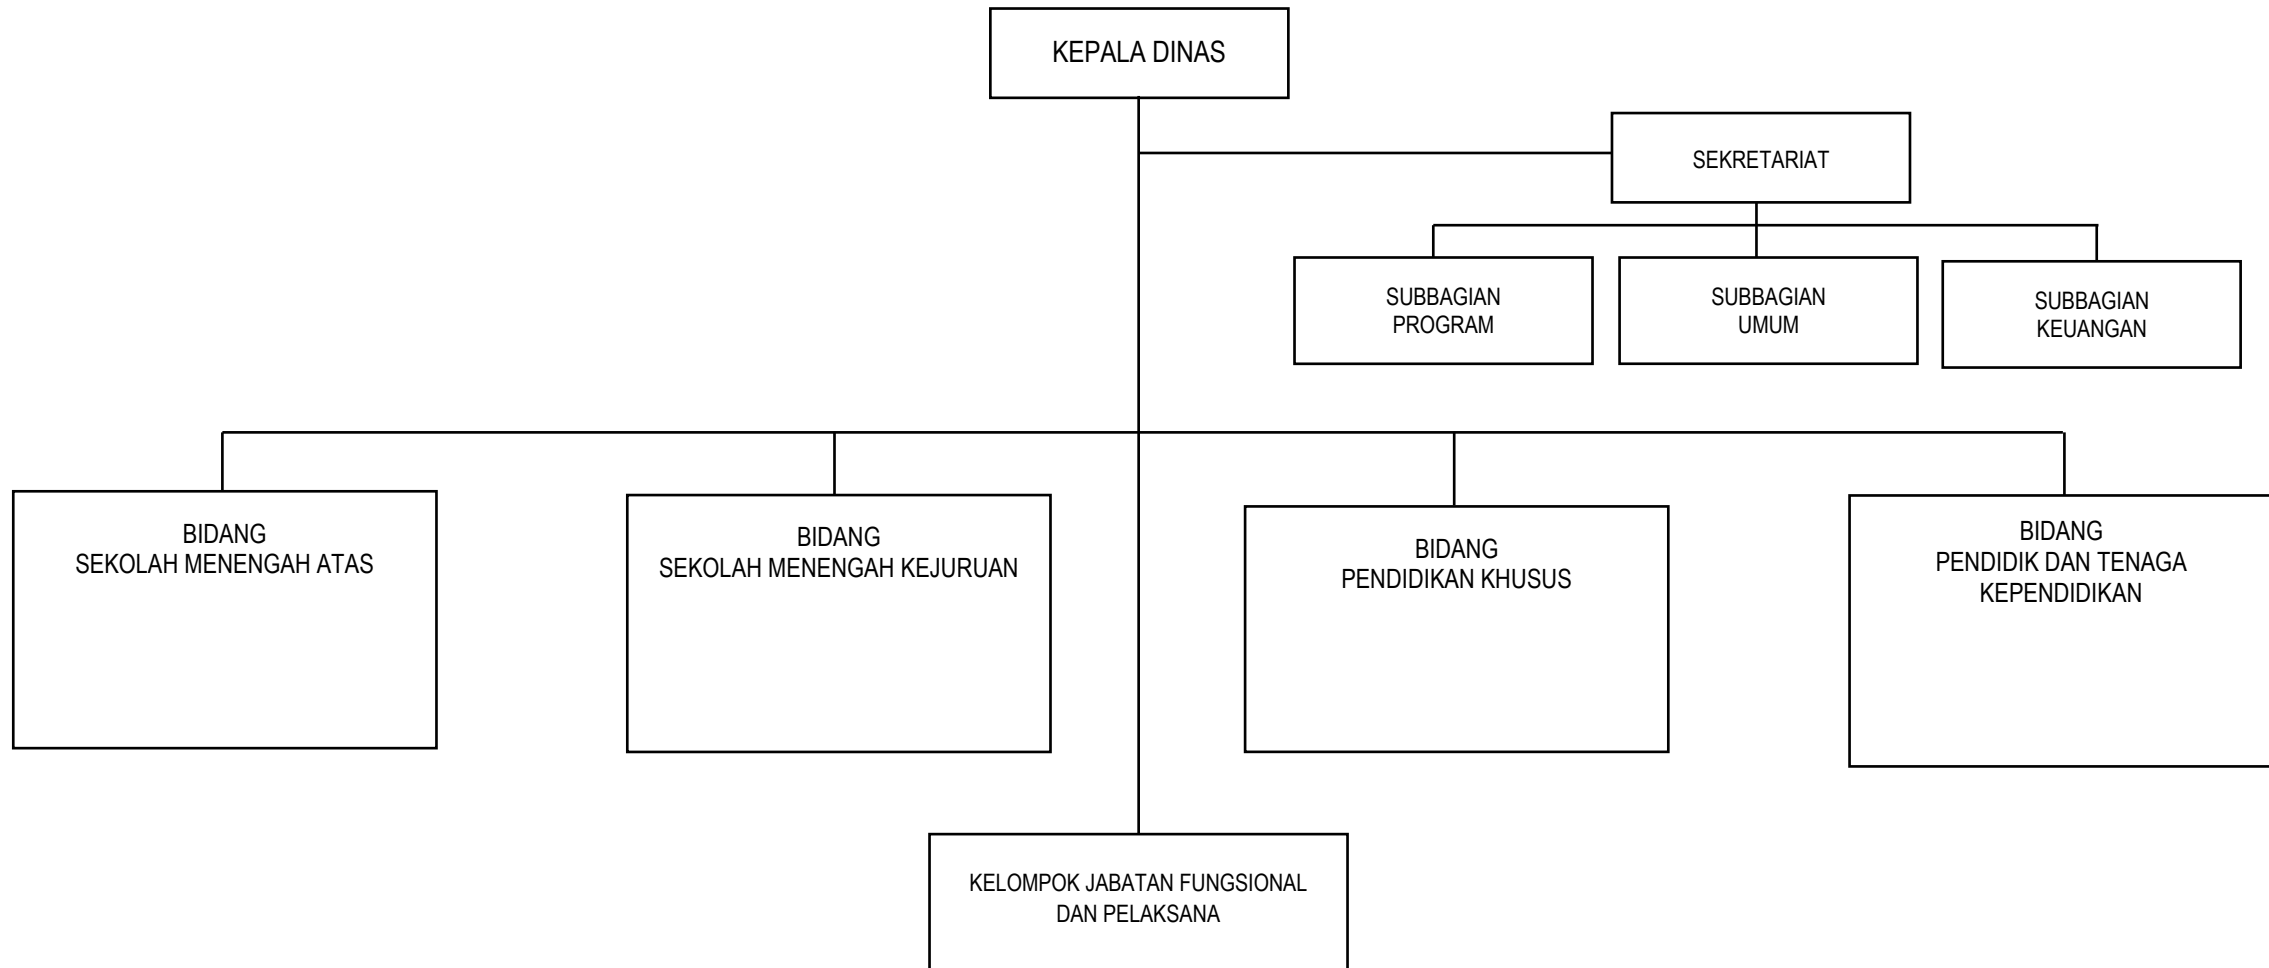 KEPALA DINAS
SEKRETARIAT
SUBBAGIAN
PROGRAM
SUBBAGIAN
UMUM
SUBBAGIAN
KEUANGAN
BIDANG
SEKOLAH MENENGAH ATAS
BIDANG
SEKOLAH MENENGAH KEJURUAN
BIDANG
PENDIDIKAN KHUSUS
BIDANG
PENDIDIK DAN TENAGA
KEPENDIDIKAN
KELOMPOK JABATAN FUNGSIONAL
DAN PELAKSANA